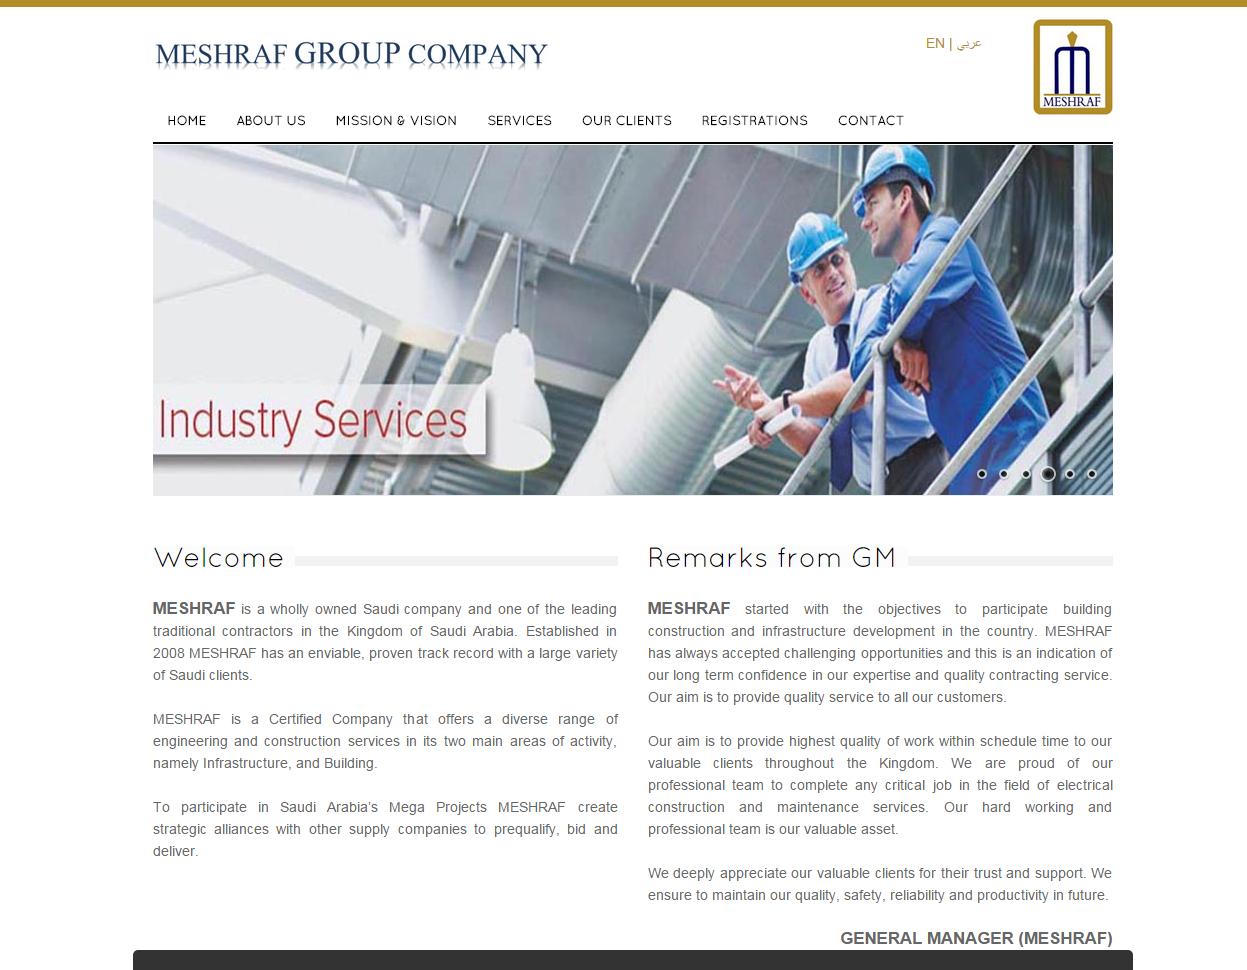 MESHRAF GROUP COMPANY
EN | عربي
MESHRAF
HOME ABOUT US MISSION & VISION SERVICES OUR CLIENTS REGISTRATIONS CONTACT
Industry Services
Welcome
MESHRAF is a wholly owned Saudi company and one of the leading
traditional contractors in the Kingdom of Saudi Arabia. Established in
2008 MESHRAF has an enviable, proven track record with a large variety
of Saudi clients.
MESHRAF is a Certified Company that offers a diverse range of
engineering and construction services in its two main areas of activity,
namely Infrastructure, and Building.
To participate in Saudi Arabia's Mega Projects MESHRAF create
strategic alliances with other supply companies to prequalify, bid and
deliver.
Remarks from GM
MESHRAF started with the objectives to participate building
construction and infrastructure development in the country. MESHRAF
has always accepted challenging opportunities and this is an indication of
our long term confidence in our expertise and quality contracting service.
Our aim is to provide quality service to all our customers.
Our aim is to provide highest quality of work within schedule time to our
valuable clients throughout the Kingdom. We are proud of our
professional team to complete any critical job in the field of electrical
construction and maintenance services. Our hard working and
professional team is our valuable asset.
We deeply appreciate our valuable clients for their trust and support. We
ensure to maintain our quality, safety, reliability and productivity in future.
GENERAL MANAGER (MESHRAF)